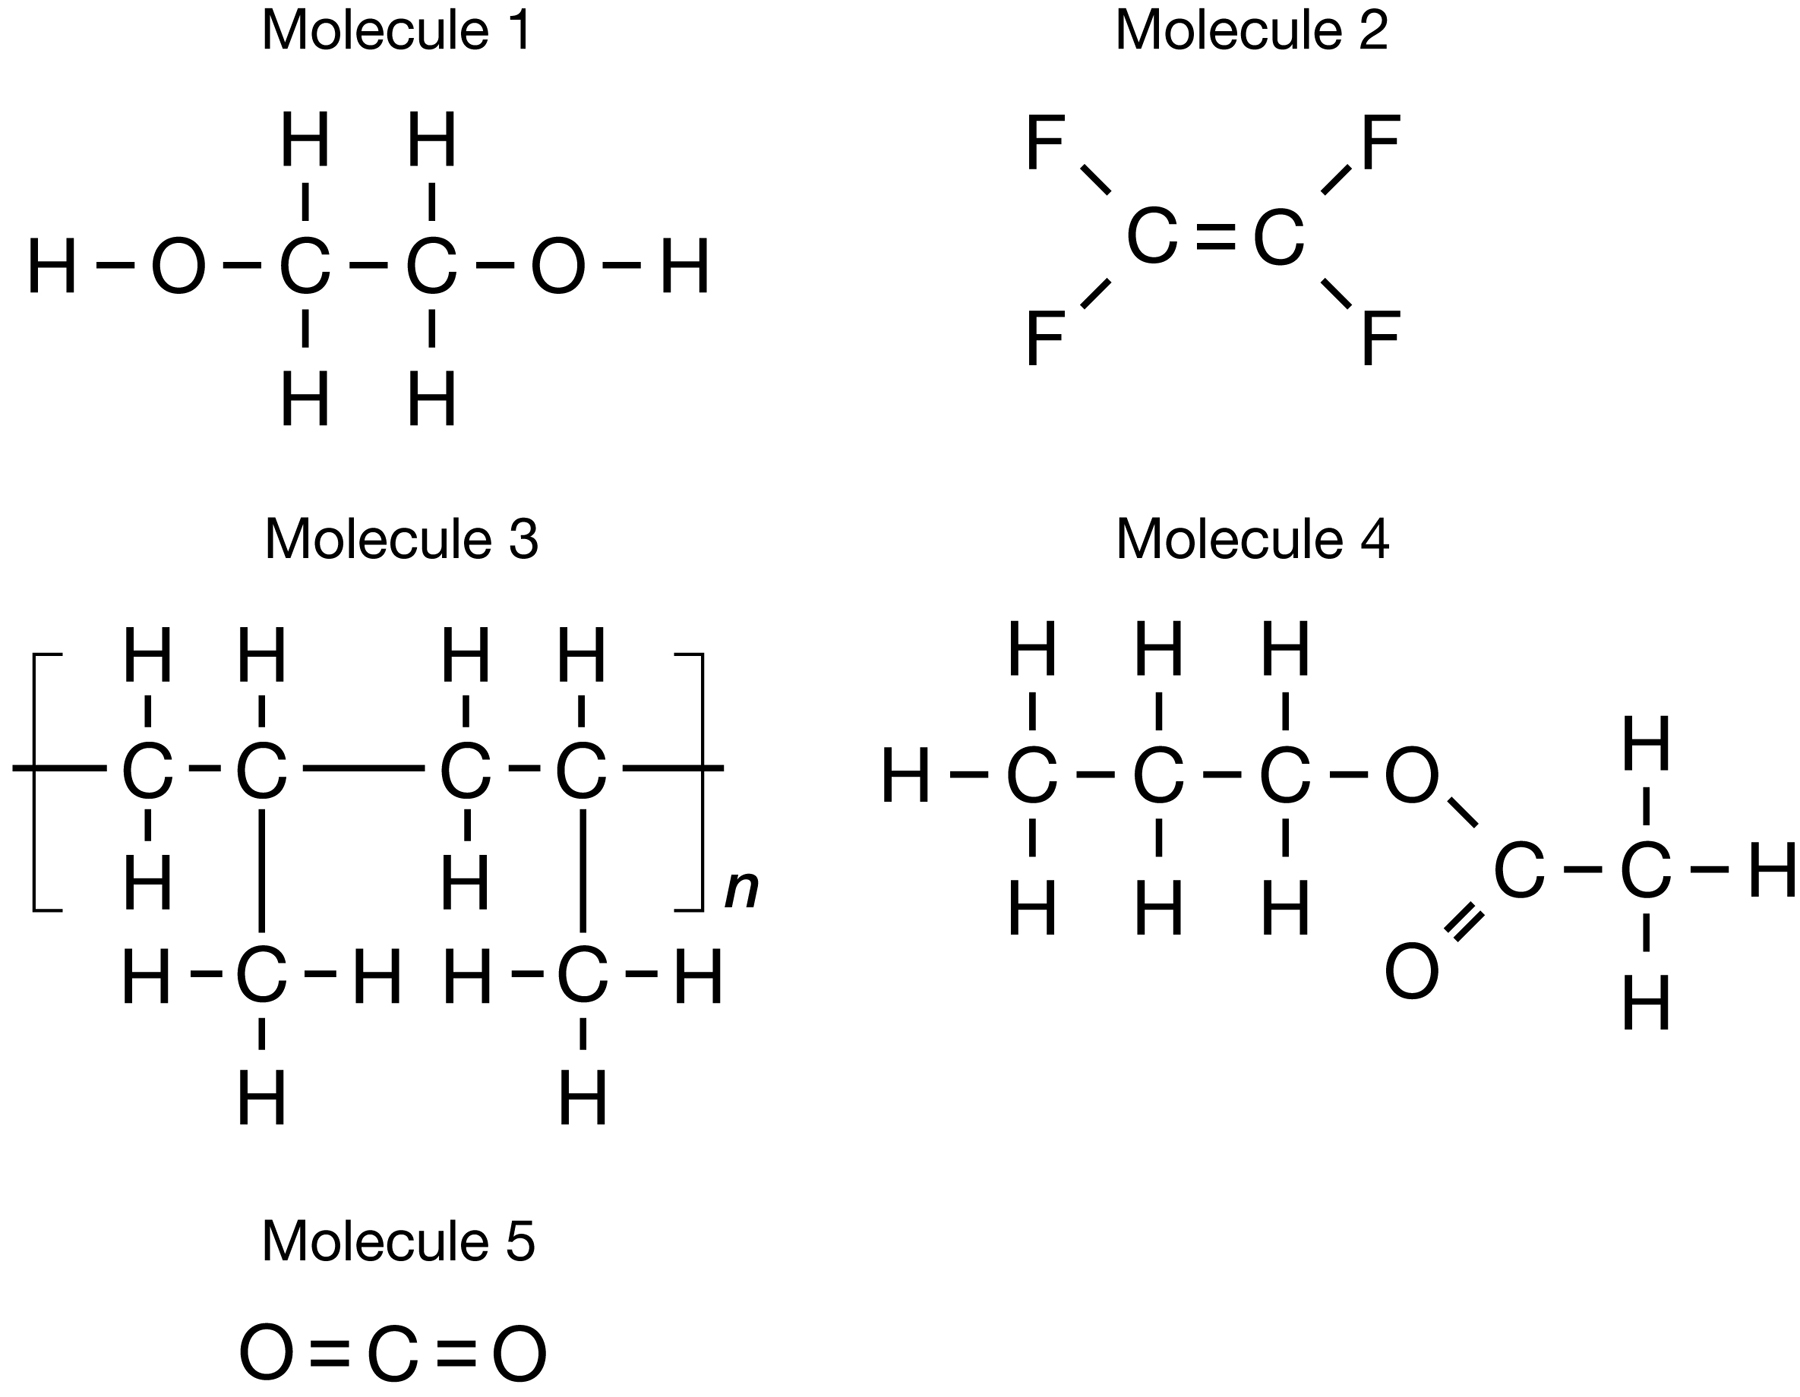 Molecule 1
H H
H – O – C – C – O – H
H H
Molecule 2
F F
C = C
F F
Molecule 3
H H H H
C – C — C – C
H H n
H – C – H H – C – H
H H
Molecule 4
H H H
H – C – C – C – O H
C – C – H
H H H
O H
Molecule 5
O = C = O